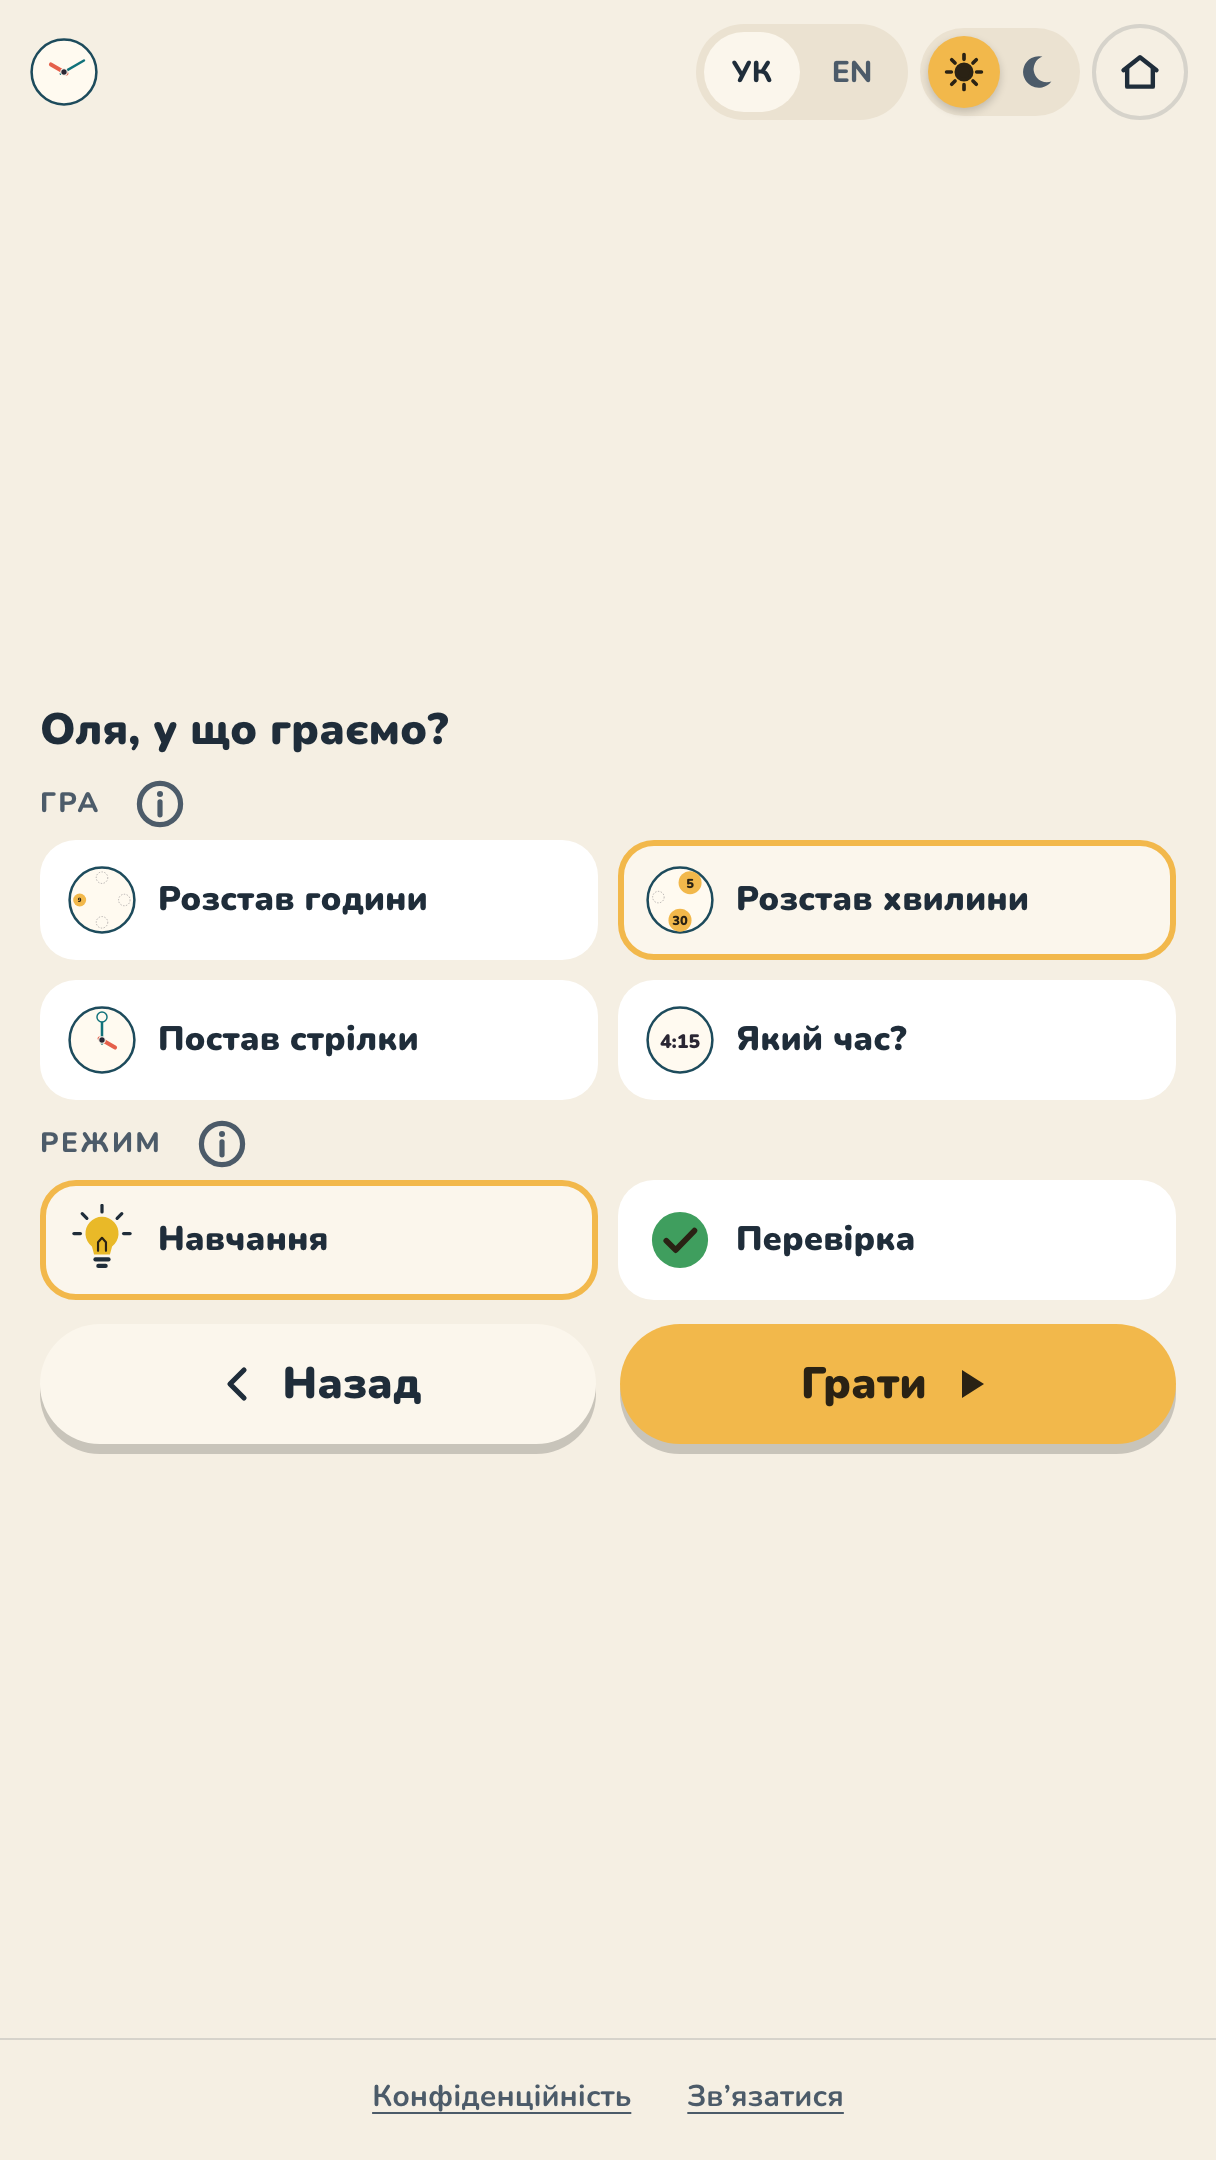 УК EN
Оля, у що граємо?
ГРА
9 Розстав години
5 30 Розстав хвилини
Постав стрілки
4:15 Який час?
РЕЖИМ
Навчання
Перевірка
Назад
Грати
Конфіденційність Зв’язатися